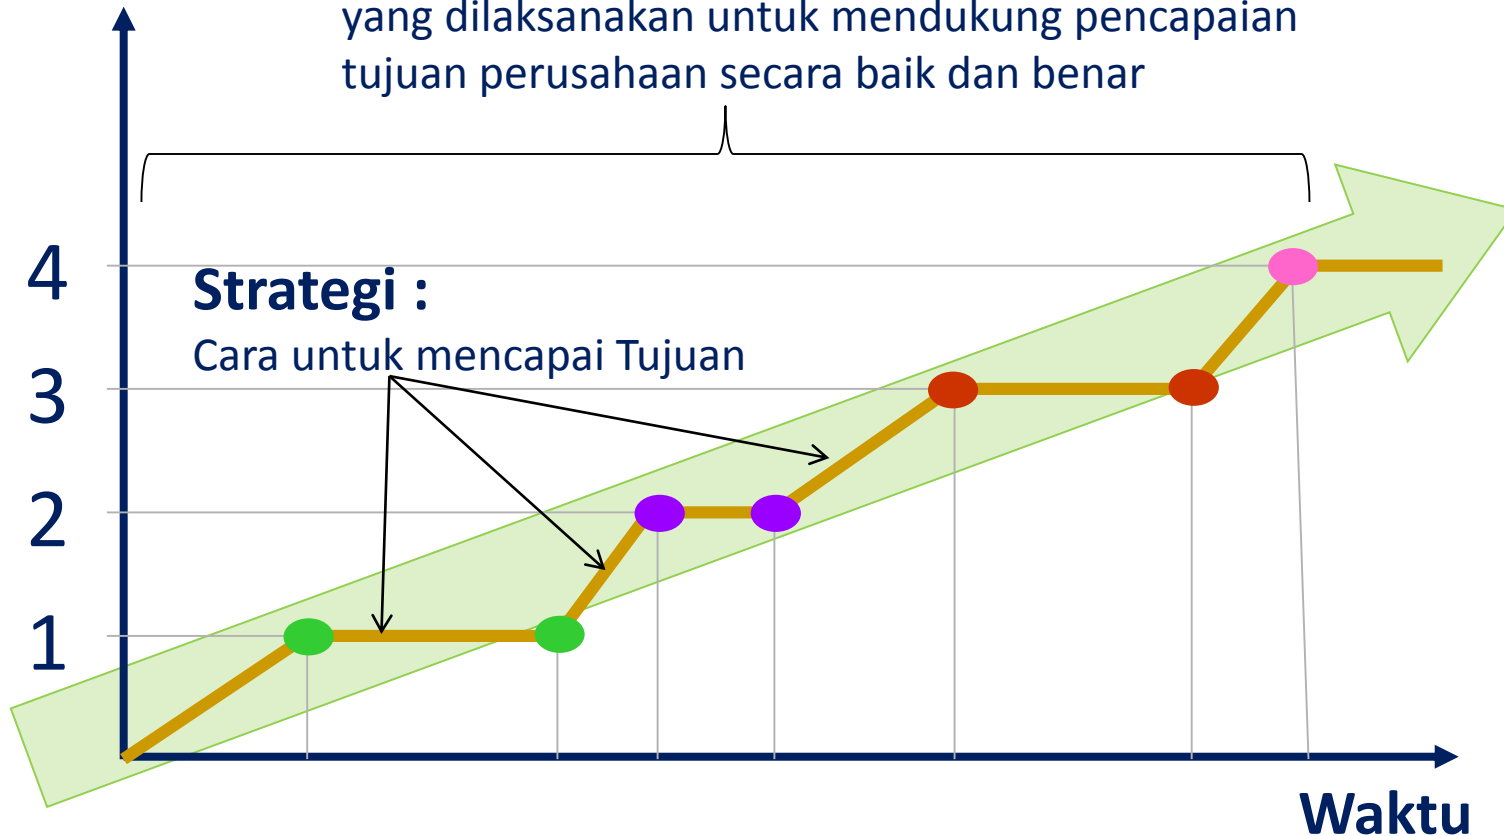 yang dilaksanakan untuk mendukung pencapaian
tujuan perusahaan secara baik dan benar
4
Strategi :
Cara untuk mencapai Tujuan
3
2
1
Waktu